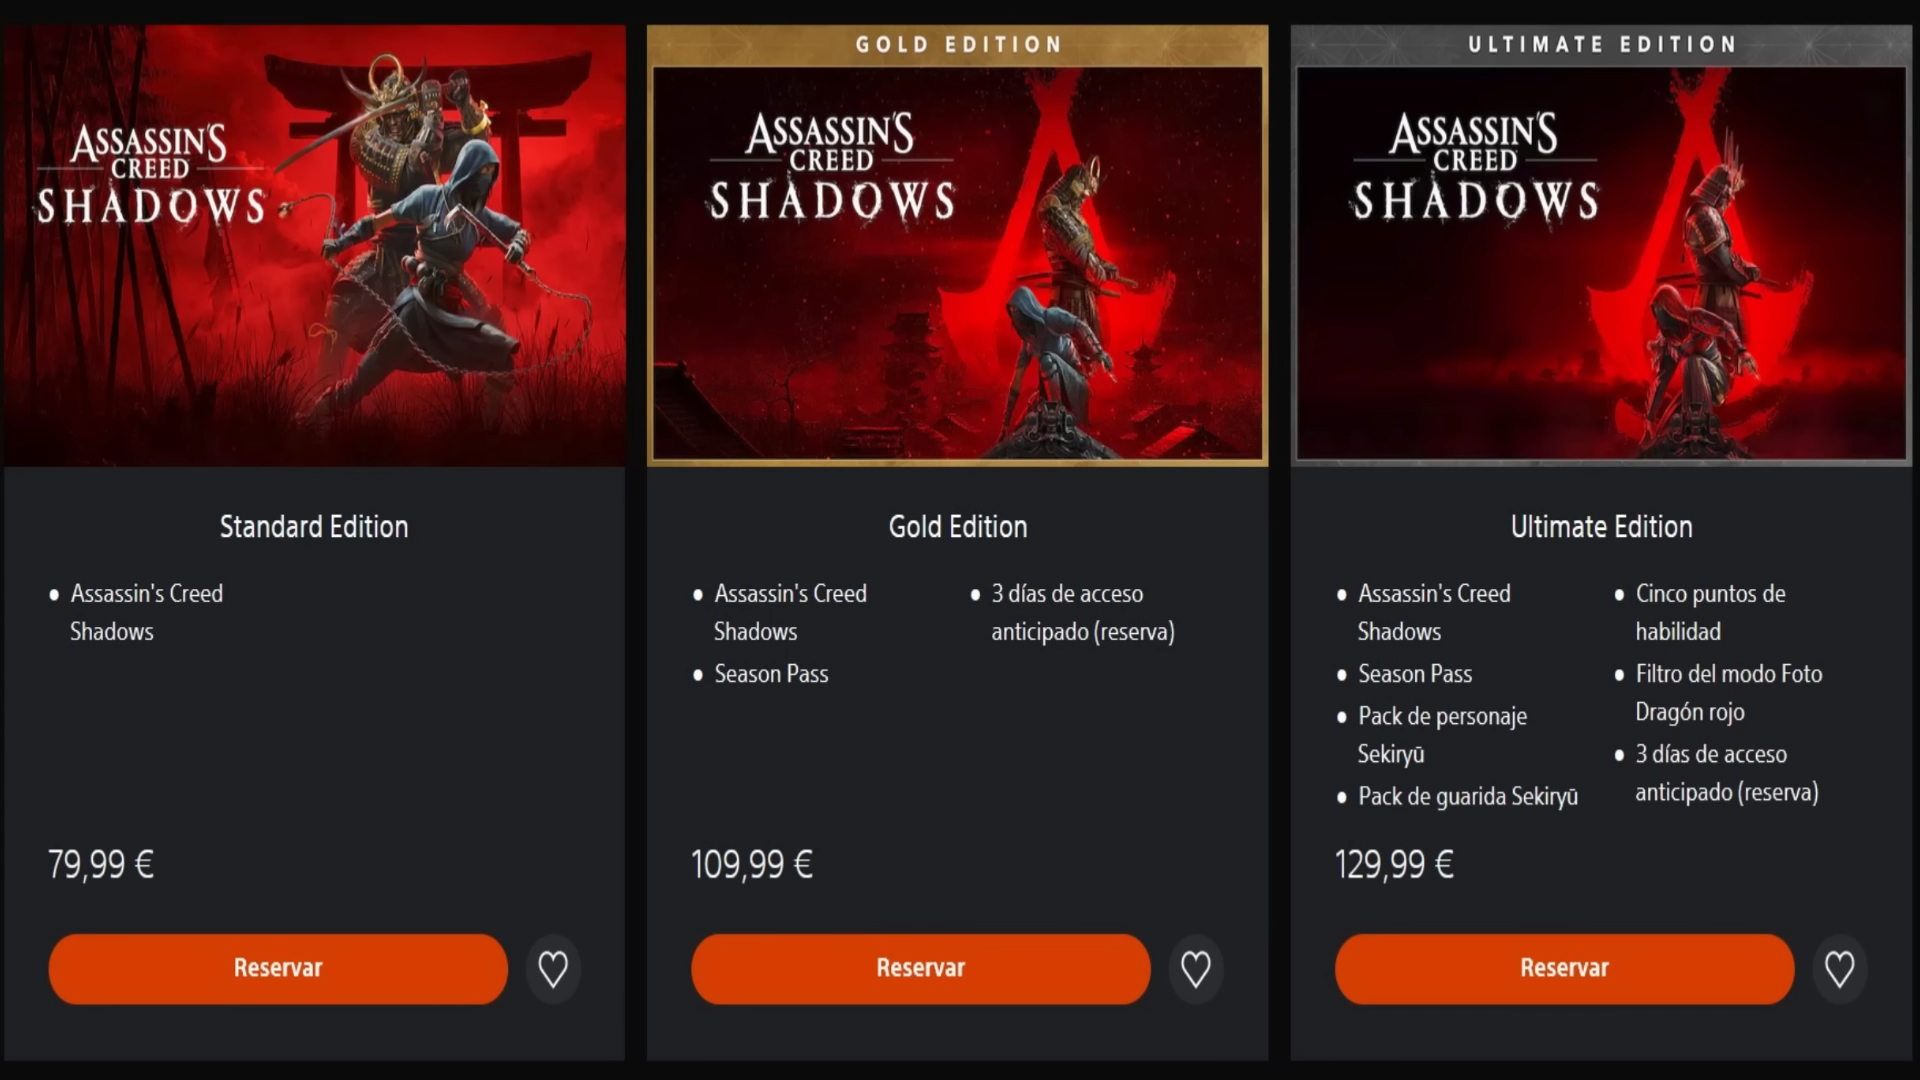 ASSASSIN'S
CREED
SHADOWS
Standard Edition
• Assassin's Creed
Shadows
79,99 €
Reservar
GOLD EDITION
ASSASSIN'S
CREED
SHADOWS
Gold Edition
• Assassin's Creed
Shadows
• Season Pass
• 3 días de acceso
anticipado (reserva)
109,99 €
Reservar
ULTIMATE EDITION
ASSASSIN'S
CREED
SHADOWS
Ultimate Edition
• Assassin's Creed
Shadows
• Season Pass
• Pack de personaje
Sekiryū
• Pack de guarida Sekiryū
• Cinco puntos de
habilidad
• Filtro del modo Foto
Dragón rojo
• 3 días de acceso
anticipado (reserva)
129,99 €
Reservar